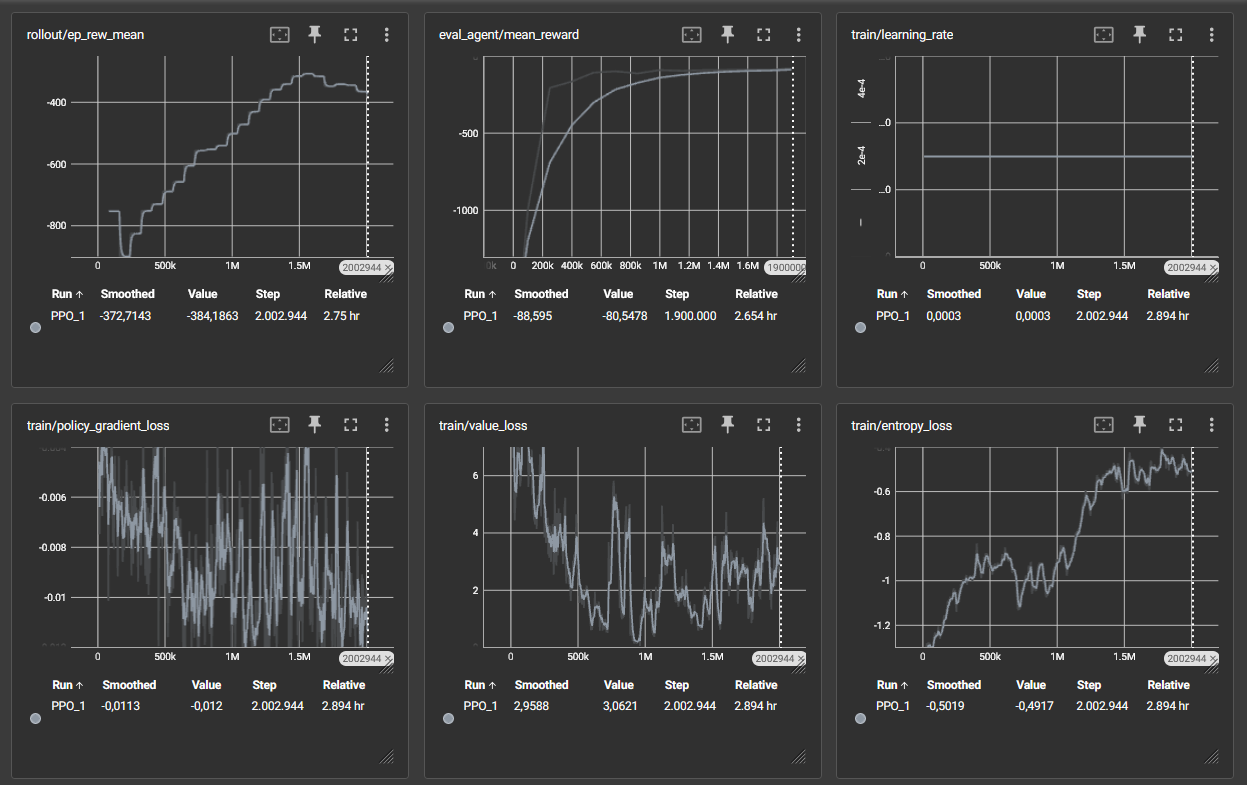 rollout/ep_rew_mean
-400
-600
-800
0 500k 1M 1.5M 2002944 ×
Run ↑ Smoothed Value Step Relative
PPO_1 -372,7143 -384,1863 2.002.944 2.75 hr
eval_agent/mean_reward
-500
-1000
0k 0 200k 400k 600k 800k 1M 1.2M 1.4M 1.6M 1900000
Run ↑ Smoothed Value Step Relative
PPO_1 -88,595 -80,5478 1.900.000 2.654 hr
train/learning_rate
4e-4
...0
2e-4
...0
0 500k 1M 1.5M 2002944 ×
Run ↑ Smoothed Value Step Relative
PPO_1 0,0003 0,0003 2.002.944 2.894 hr
train/policy_gradient_loss
-0.006
-0.008
-0.01
0 500k 1M 1.5M 2002944 ×
Run ↑ Smoothed Value Step Relative
PPO_1 -0,0113 -0,012 2.002.944 2.894 hr
train/value_loss
6
4
2
0 500k 1M 1.5M 2002944 ×
Run ↑ Smoothed Value Step Relative
PPO_1 2,9588 3,0621 2.002.944 2.894 hr
train/entropy_loss
-0.6
-0.8
-1
-1.2
0 500k 1M 1.5M 2002944 ×
Run ↑ Smoothed Value Step Relative
PPO_1 -0,5019 -0,4917 2.002.944 2.894 hr